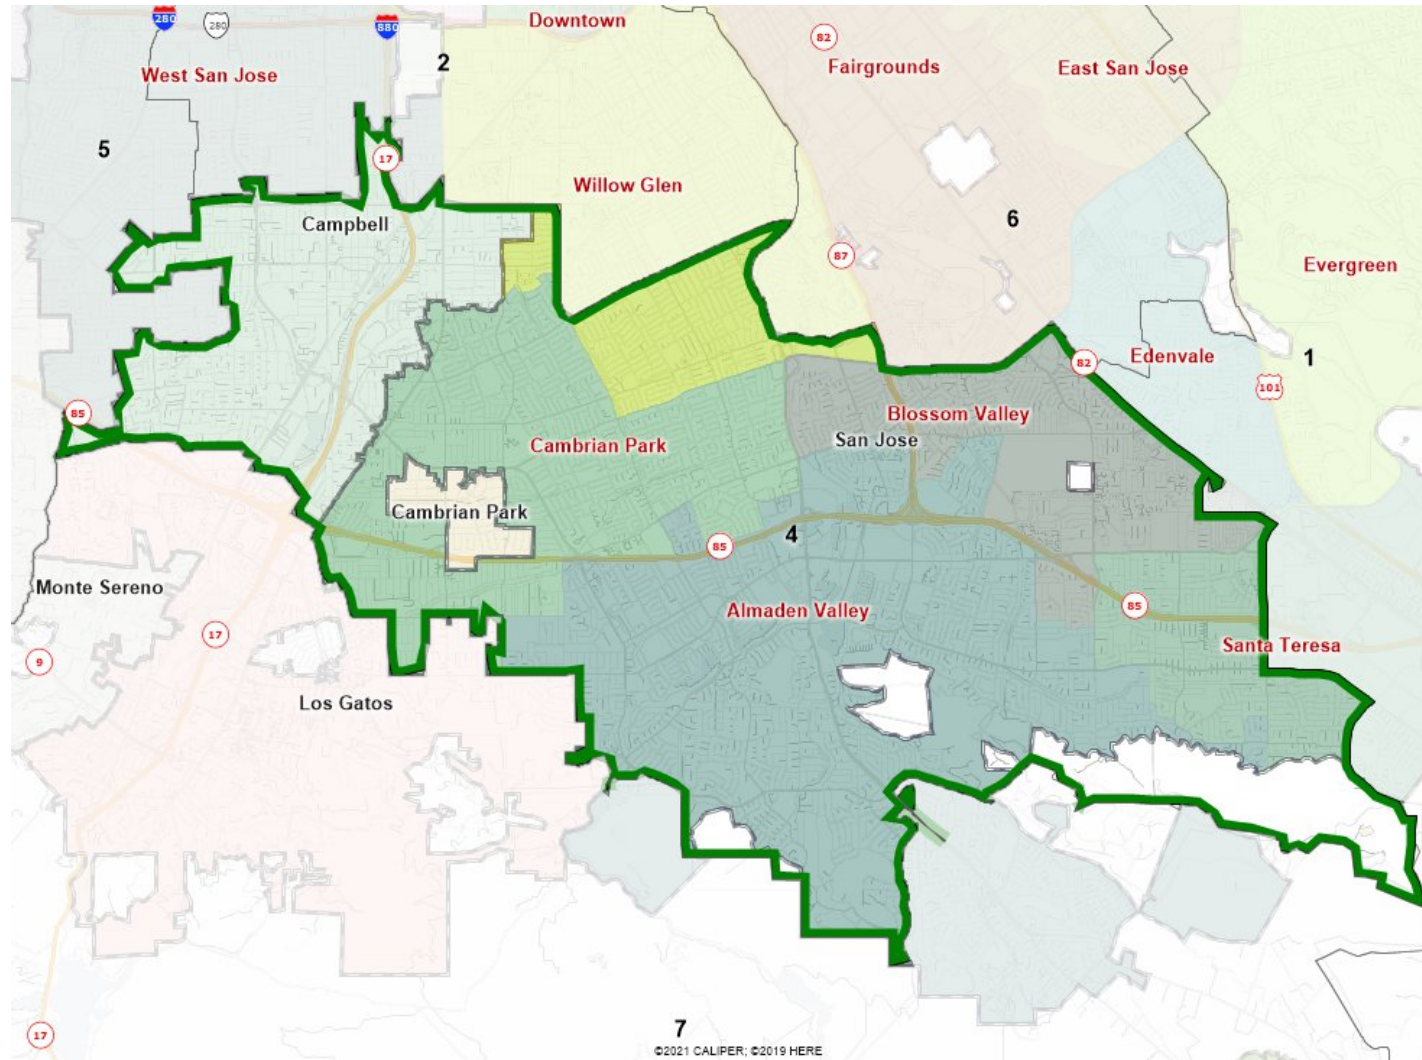 Downtown
280
280
880
82
2
Fairgrounds
East San Jose
West San Jose
5
17
Willow Glen
6
Campbell
87
Evergreen
Edenvale
1
82
101
85
Blossom Valley
San Jose
Cambrian Park
Cambrian Park
4
85
Monte Sereno
Almaden Valley
85
17
Santa Teresa
9
Los Gatos
7
17
©2021 CALIPER; ©2019 HERE